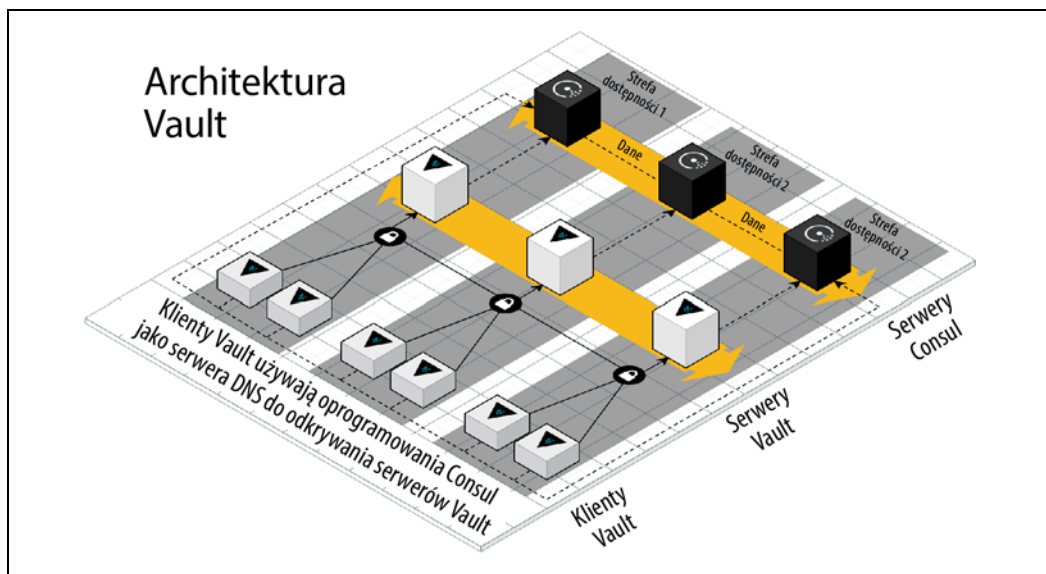 Architektura
Vault
Strefa
dostępności 1
Dane
Strefa
dostępności 2
Dane
Strefa
dostępności 2
Klienty Vault używają oprogramowania Consul
jako serwera DNS do odkrywania serwerów Vault
Klienty
Vault
Serwery
Vault
Serwery
Consul